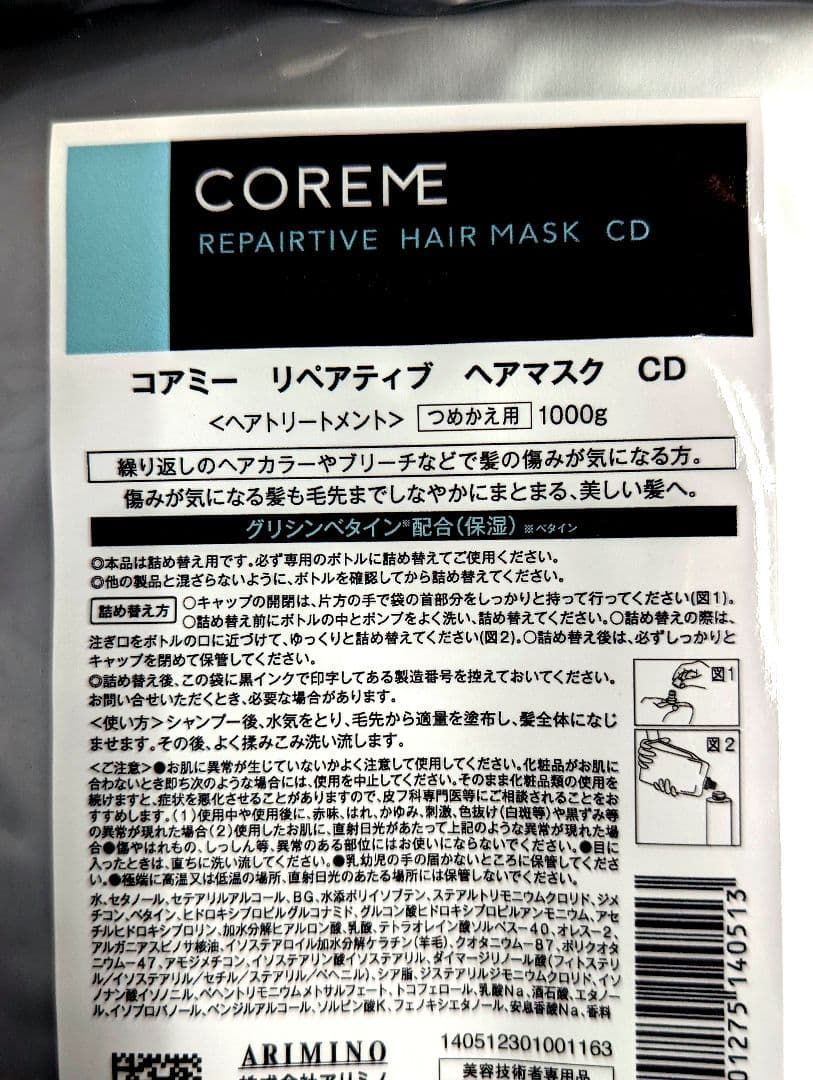 COREME
REPAIRTIVE HAIR MASK CD
コアミー リペアティブ ヘアマスク CD
<ヘアトリートメント> つめかえ用 1000g
繰り返しのヘアカラーやブリーチなどで髪の傷みが気になる方。
傷みが気になる髪も毛先までしなやかにまとまる、美しい髪へ。
グリシンベタイン※配合(保湿) ※ベタイン
◎本品は詰め替え用です。必ず専用のボトルに詰め替えてご使用ください。
◎他の製品と混ざらないように、ボトルを確認してから詰め替えてください。
詰め替え方 ○キャップの開閉は、片方の手で袋の首部分をしっかりと持って行ってください(図1)。
○詰め替え前にボトルの中とポンプをよく洗い、詰め替えてください。○詰め替えの際は、
注ぎ口をボトルの口に近づけて、ゆっくりと詰め替えてください(図2)。○詰め替え後は、必ずしっかりと
キャップを閉めて保管してください。
図1
◎詰め替え後、この袋に黒インクで印字してある製造番号を控えておいてください。
お問い合せいただくとき、必要な場合があります。
<使い方>シャンプー後、水気をとり、毛先から適量を塗布し、髪全体になじ
ませます。その後、よく揉みこみ洗い流します。
図2
<ご注意>●お肌に異常が生じていないかよく注意して使用してください。化粧品がお肌に
合わないとき即ち次のような場合には、使用を中止してください。そのまま化粧品類の使用を
続けますと、症状を悪化させることがありますので、皮フ科専門医等にご相談されることをお
すすめします。(1)使用中や使用後に、赤味、はれ、かゆみ、刺激、色抜け(白斑等)や黒ずみ等
の異常が現れた場合(2)使用したお肌に、直射日光があたって上記のような異常が現れた場
合●傷やはれもの、しっしん等、異常のある部位にはお使いにならないでください。●目に
入ったときは、直ちに洗い流してください。●乳幼児の手の届かないところに保管してくださ
い。●極端に高温又は低温の場所、直射日光のあたる場所には保管しないでください。
水、セタノール、セテアリルアルコール、BG、水添ポリイソブテン、ステアルトリモニウムクロリド、ジメ
チコン、ベタイン、ヒドロキシプロピルグルコナミド、グルコン酸ヒドロキシプロピルアンモニウム、アセ
チルヒドロキシプロリン、加水分解ヒアルロン酸、乳酸、テトラオレイン酸ソルベス-40、オレス-2、
アルガニアスピノサ核油、イソステアロイル加水分解ケラチン(羊毛)、クオタニウム-87、ポリクオタ
ニウム-47、アモジメチコン、イソステアリン酸イソステアリル、ダイマージリノール酸(フィトステリ
ル/イソステアリル/セチル/ステアリル/ベヘニル)、シア脂、ジステアリルジモニウムクロリド、イソ
ノナン酸イソノニル、ベヘントリモニウムメトサルフェート、トコフェロール、乳酸Na、酒石酸、エタノー
ル、イソプロパノール、ベンジルアルコール、ソルビン酸K、フェノキシエタノール、安息香酸Na、香料
01275 140513
ARIMINO
140512301001163
株式会社アリミノ
美容技術者専用品